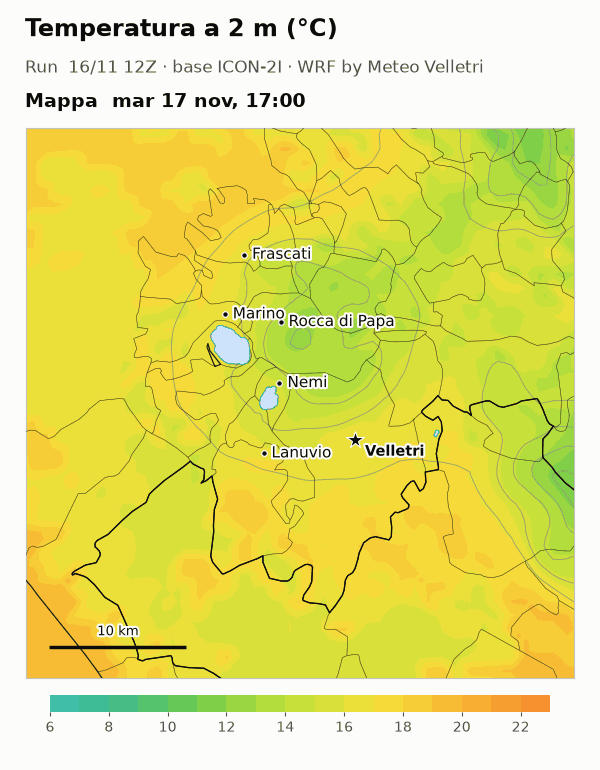 Temperatura a 2 m (°C)
Run  16/11 12Z · base ICON-2I · WRF by Meteo Velletri
Mappa  mar 17 nov, 17:00
Frascati
Marino
Rocca di Papa
Nemi
Velletri
Lanuvio
10 km
6 8 10 12 14 16 18 20 22